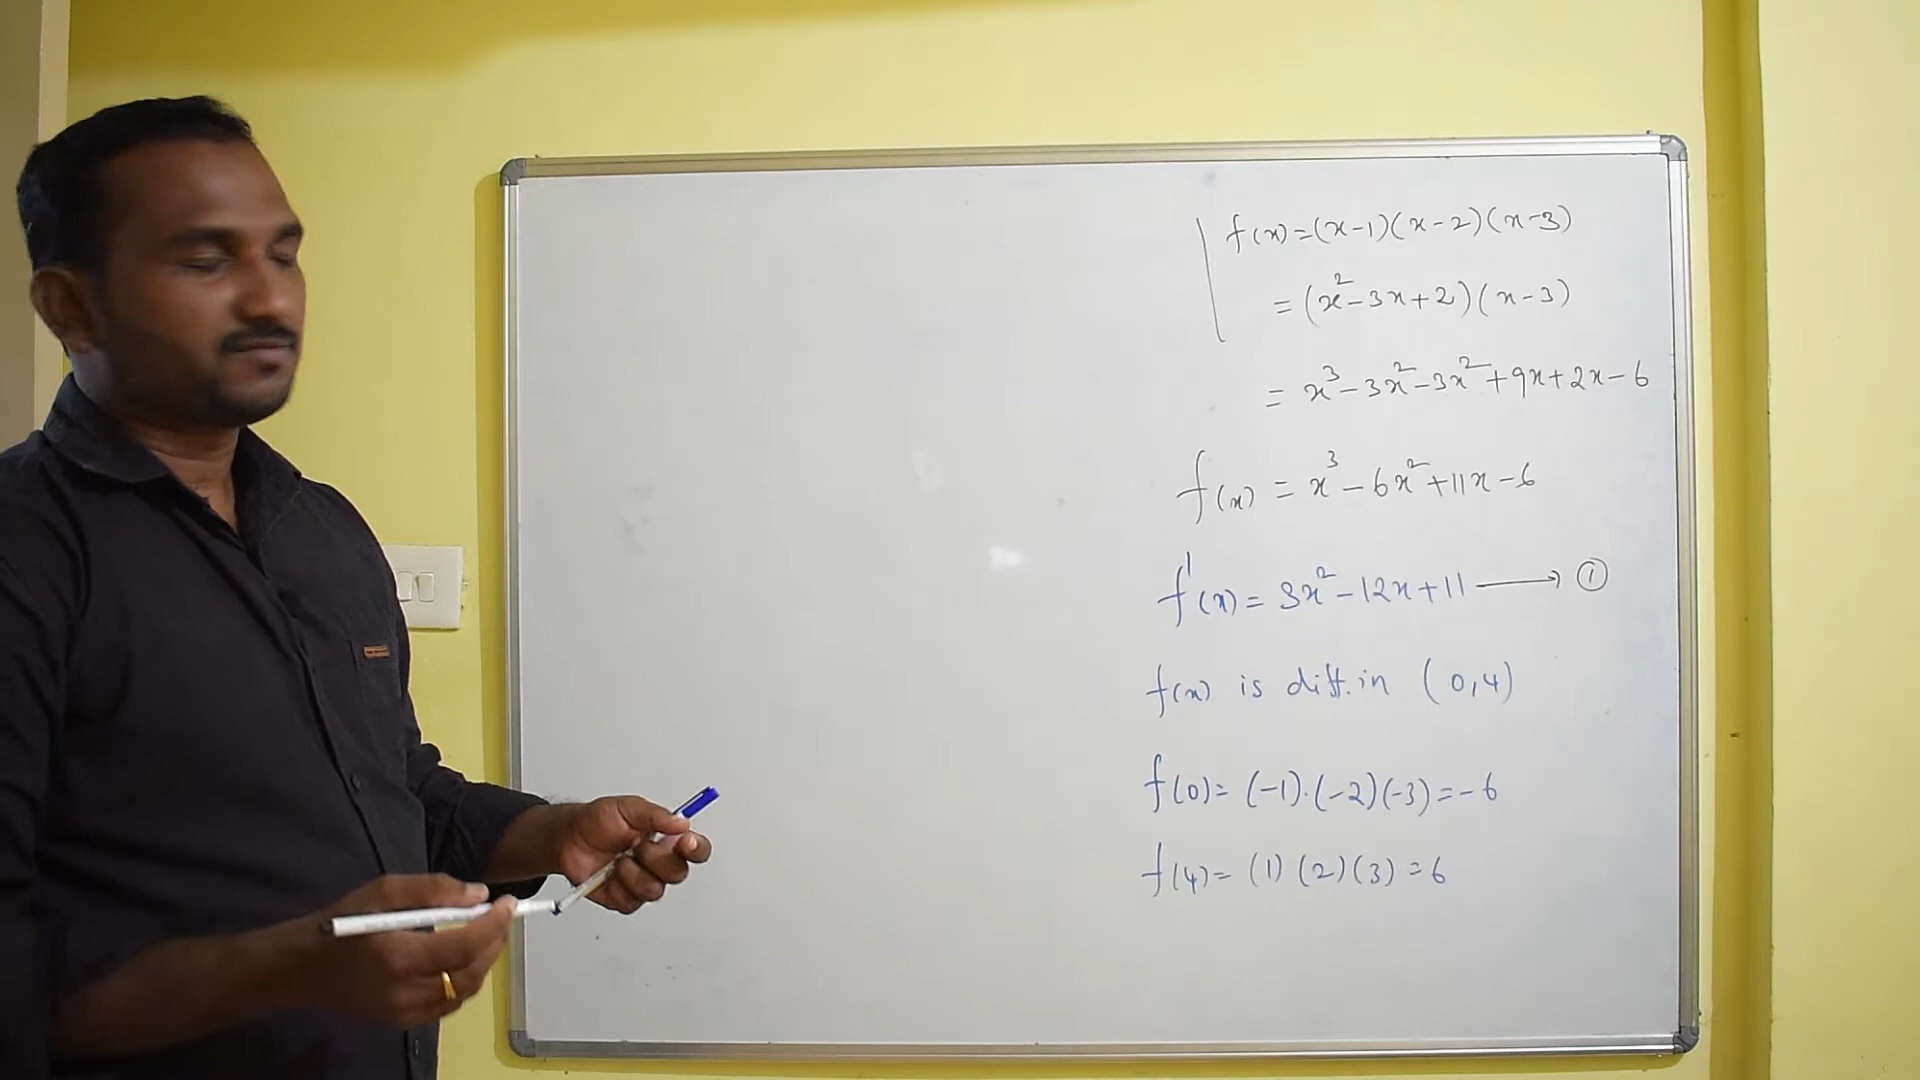 f(x)=(x-1)(x-2)(x-3)
=(x²-3x+2)(x-3)
= x³-3x²-3x²+9x+2x-6
f(x) = x³-6x²+11x-6
f'(x)= 3x²-12x+11 ⟶ ①
f(x) is diff. in (0,4)
f(0)= (-1).(-2)(-3)=-6
f(4)= (1)(2)(3)=6